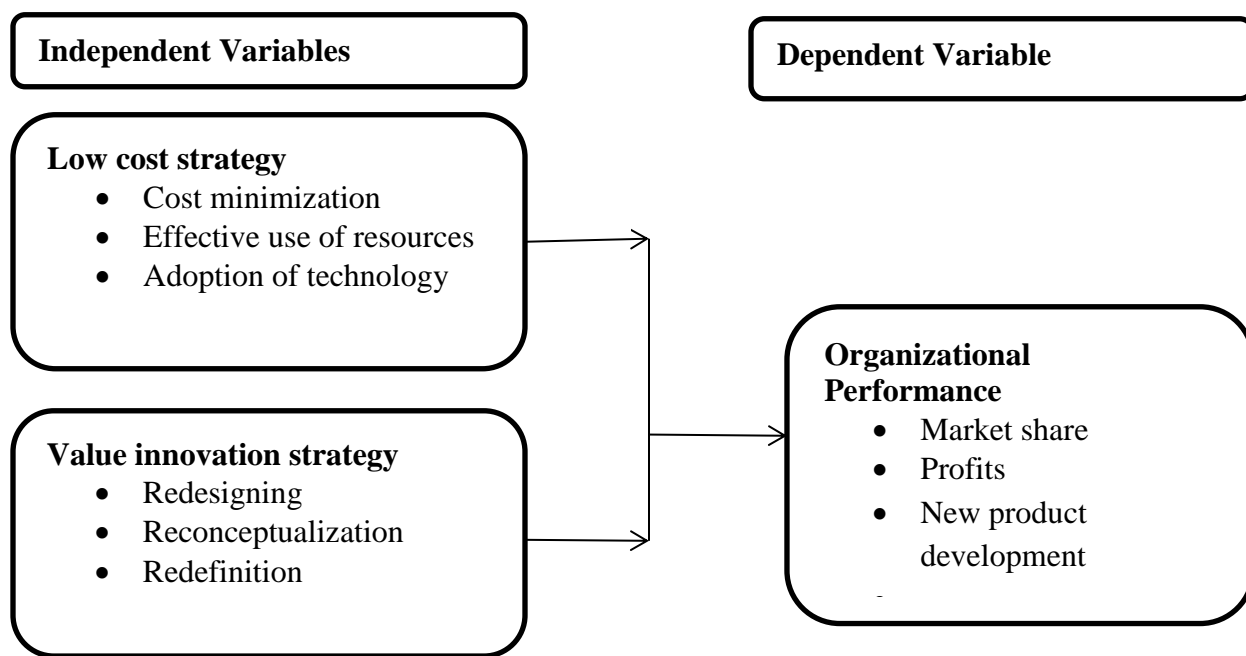 Independent Variables
Dependent Variable
Low cost strategy
• Cost minimization
• Effective use of resources
• Adoption of technology
Value innovation strategy
• Redesigning
• Reconceptualization
• Redefinition
Organizational
Performance
• Market share
• Profits
• New product
development